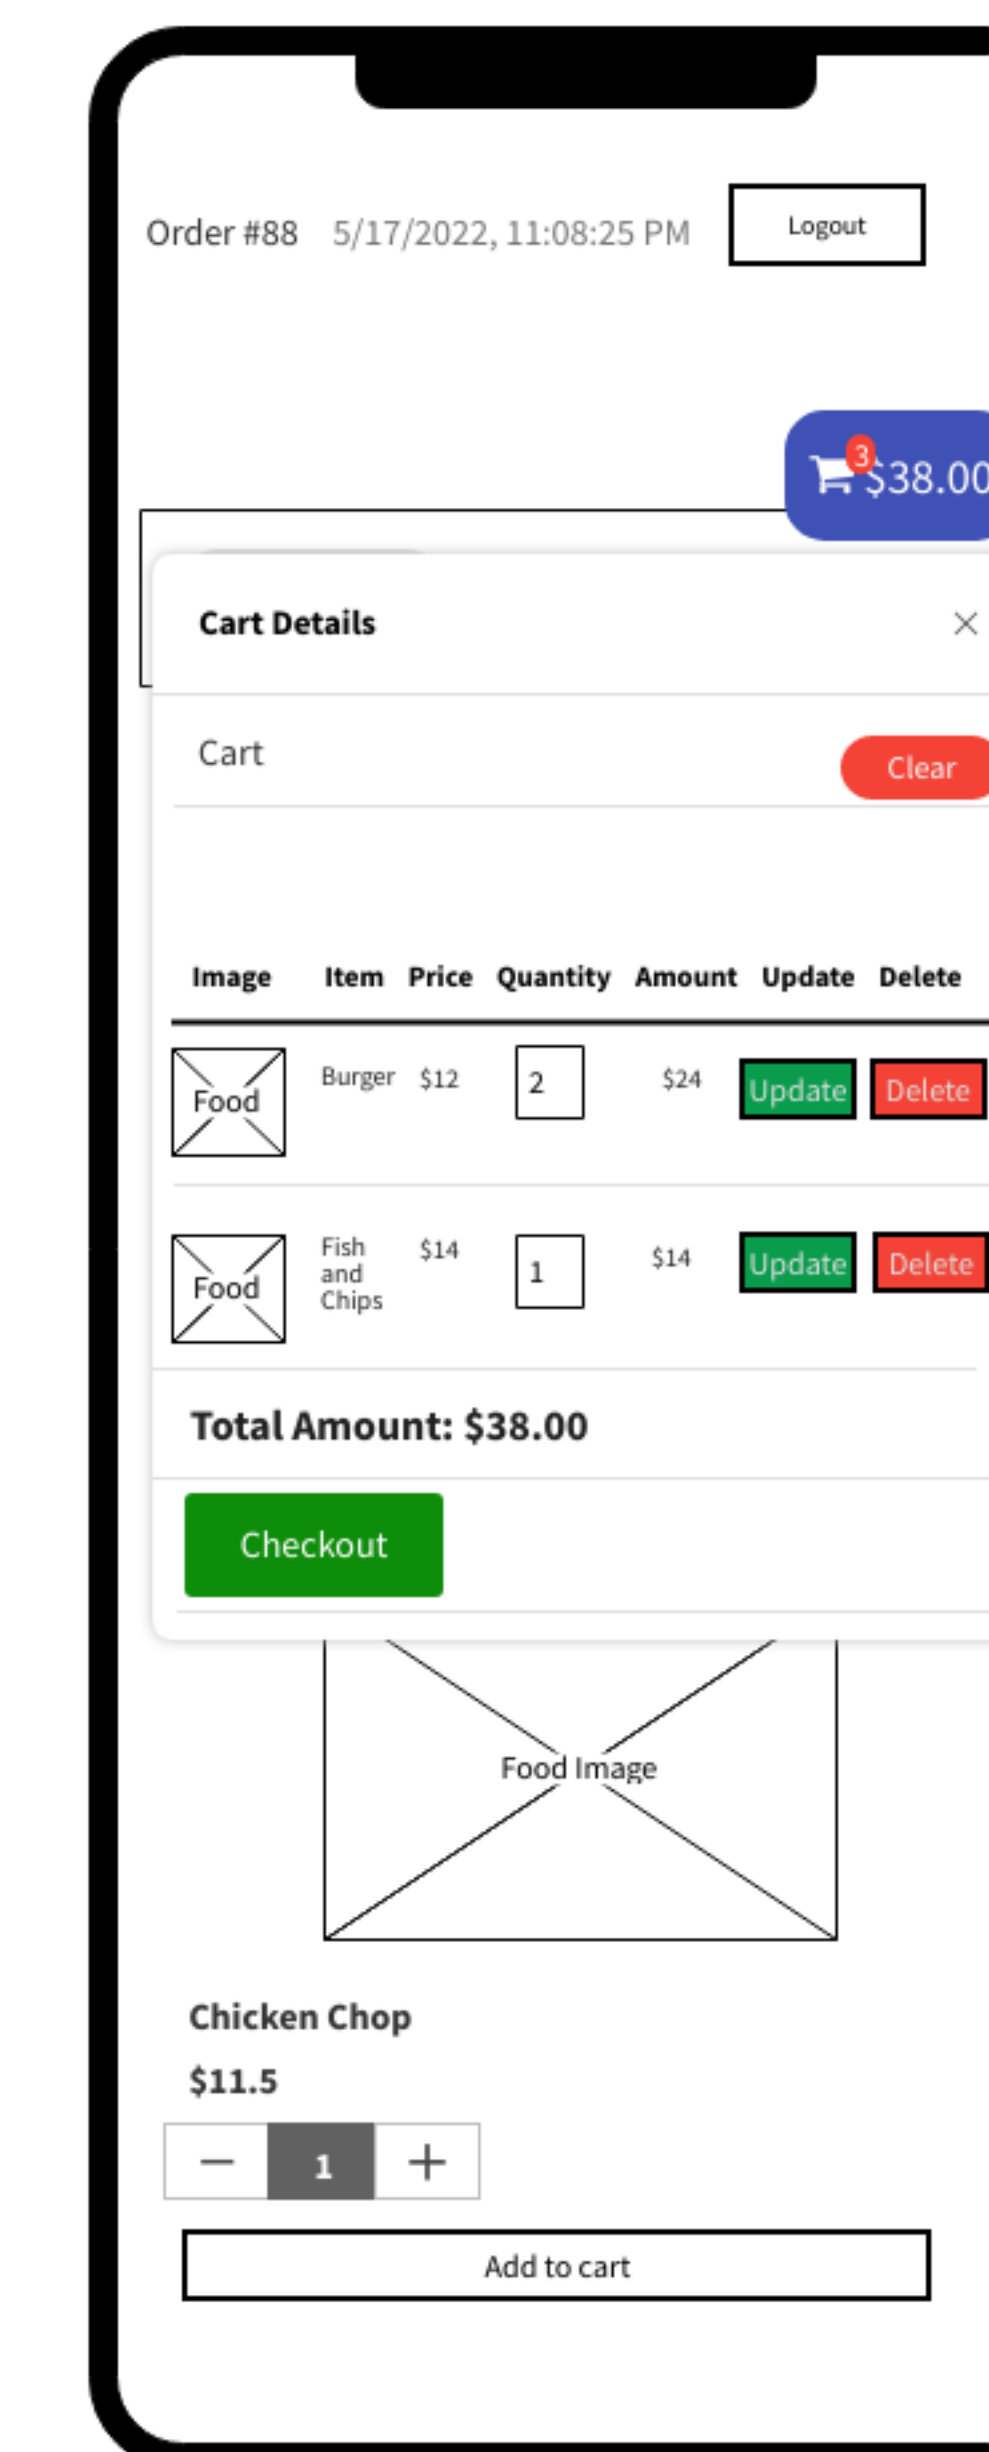 Order #88 5/17/2022, 11:08:25 PM Logout
3
$38.00
Cart Details
Cart Clear
Image Item Price Quantity Amount Update Delete
Food Burger $12 2 $24 Update Delete
Food Fish and Chips $14 1 $14 Update Delete
Total Amount: $38.00
Checkout
Food Image
Chicken Chop
$11.5
1
Add to cart